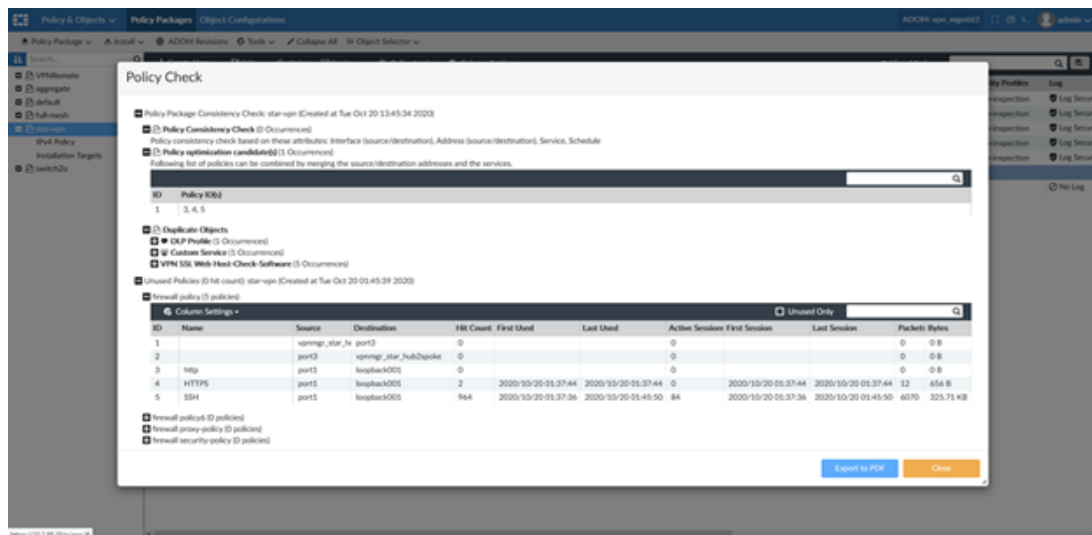 Policy & Objects Policy Packages Object Configurations ADOM: vpn_mgmt62 admin
Policy Package Install ADOM Revisions Tools Collapse All Object Selector
Search...
VPNRemote
aggregate
default
full-mesh
star-vpn
IPv4 Policy
Installation Targets
switch2o
Policy Check
Policy Package Consistency Check: star-vpn (Created at Tue Oct 20 13:45:34 2020)
Policy Consistency Check (0 Occurrences)
Policy consistency check based on these attributes: Interface (source/destination), Address (source/destination), Service, Schedule
Policy optimization candidate(s) (1 Occurrences)
Following list of policies can be combined by merging the source/destination addresses and the services.
ID Policy ID(s)
1 3, 4, 5
Duplicate Objects
DLP Profile (1 Occurrences)
Custom Service (1 Occurrences)
VPN SSL Web Host-Check-Software (5 Occurrences)
Unused Policies (0 hit count): star-vpn (Created at Tue Oct 20 01:45:39 2020)
firewall policy (5 policies)
Column Settings Unused Only
ID Name Source Destination Hit Count First Used Last Used Active Sessions First Session Last Session Packets Bytes
1 vpnmgr_star_h port3 0 0 0 0 B
2 port3 vpnmgr_star_hub2spoke 0 0 0 0 B
3 http port1 loopback001 0 0 0 0 B
4 HTTPS port1 loopback001 2 2020/10/20 01:37:44 2020/10/20 01:37:44 0 2020/10/20 01:37:44 2020/10/20 01:37:44 12 656 B
5 SSH port1 loopback001 964 2020/10/20 01:37:36 2020/10/20 01:45:50 84 2020/10/20 01:37:36 2020/10/20 01:45:50 6070 325.71 KB
firewall policy6 (0 policies)
firewall proxy-policy (0 policies)
firewall security-policy (0 policies)
Export to PDF Close
ity Profiles Log
-inspection Log Secur
-inspection Log Secur
-inspection Log Secur
-inspection Log Secur
No Log